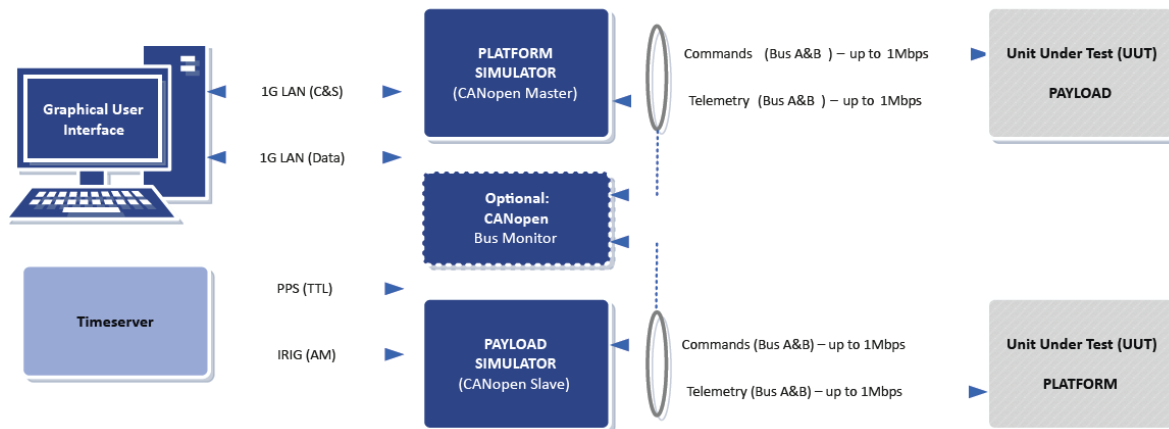 Graphical User
Interface
1G LAN (C&S)
1G LAN (Data)
PLATFORM
SIMULATOR
(CANopen Master)
Commands (Bus A&B ) – up to 1Mbps
Telemetry (Bus A&B ) – up to 1Mbps
Unit Under Test (UUT)
PAYLOAD
Optional:
CANopen
Bus Monitor
Timeserver
PPS (TTL)
IRIG (AM)
PAYLOAD
SIMULATOR
(CANopen Slave)
Commands (Bus A&B) – up to 1Mbps
Telemetry (Bus A&B) – up to 1Mbps
Unit Under Test (UUT)
PLATFORM